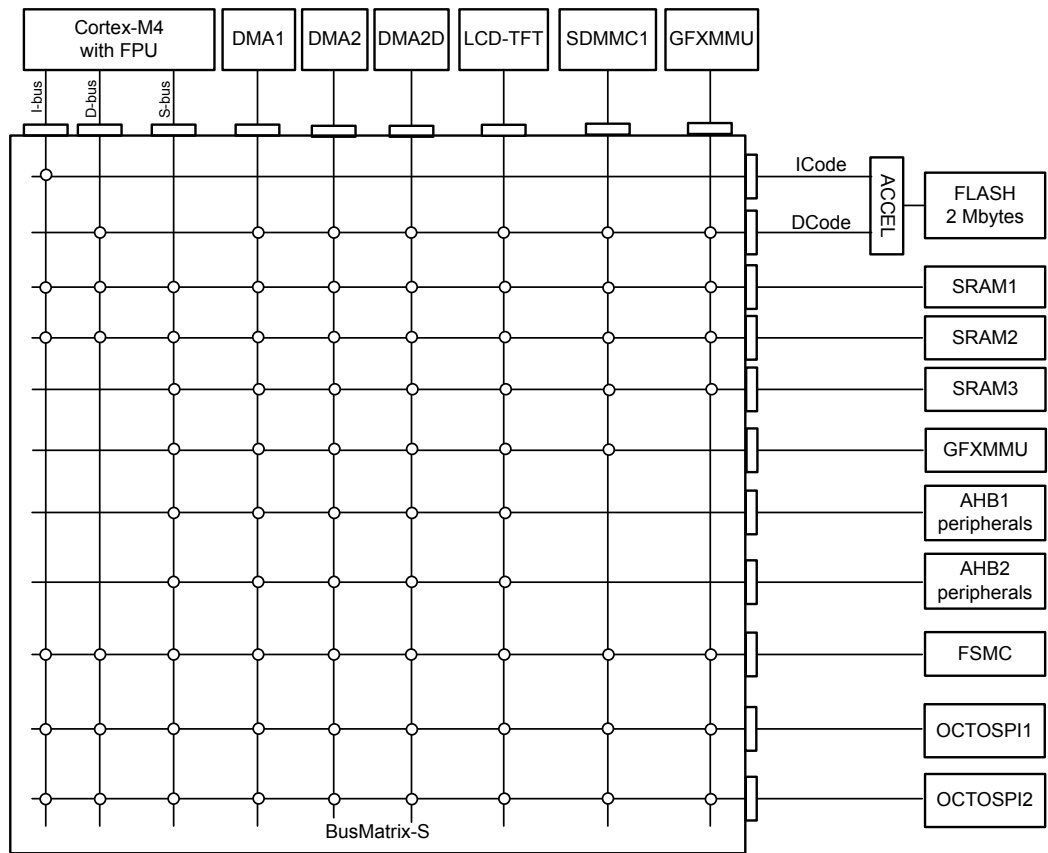 Cortex-M4
with FPU
DMA1
DMA2
DMA2D
LCD-TFT
SDMMC1
GFXMMU
I-bus
D-bus
S-bus
ICode
DCode
ACCEL
FLASH
2 Mbytes
SRAM1
SRAM2
SRAM3
GFXMMU
AHB1
peripherals
AHB2
peripherals
FSMC
OCTOSPI1
OCTOSPI2
BusMatrix-S